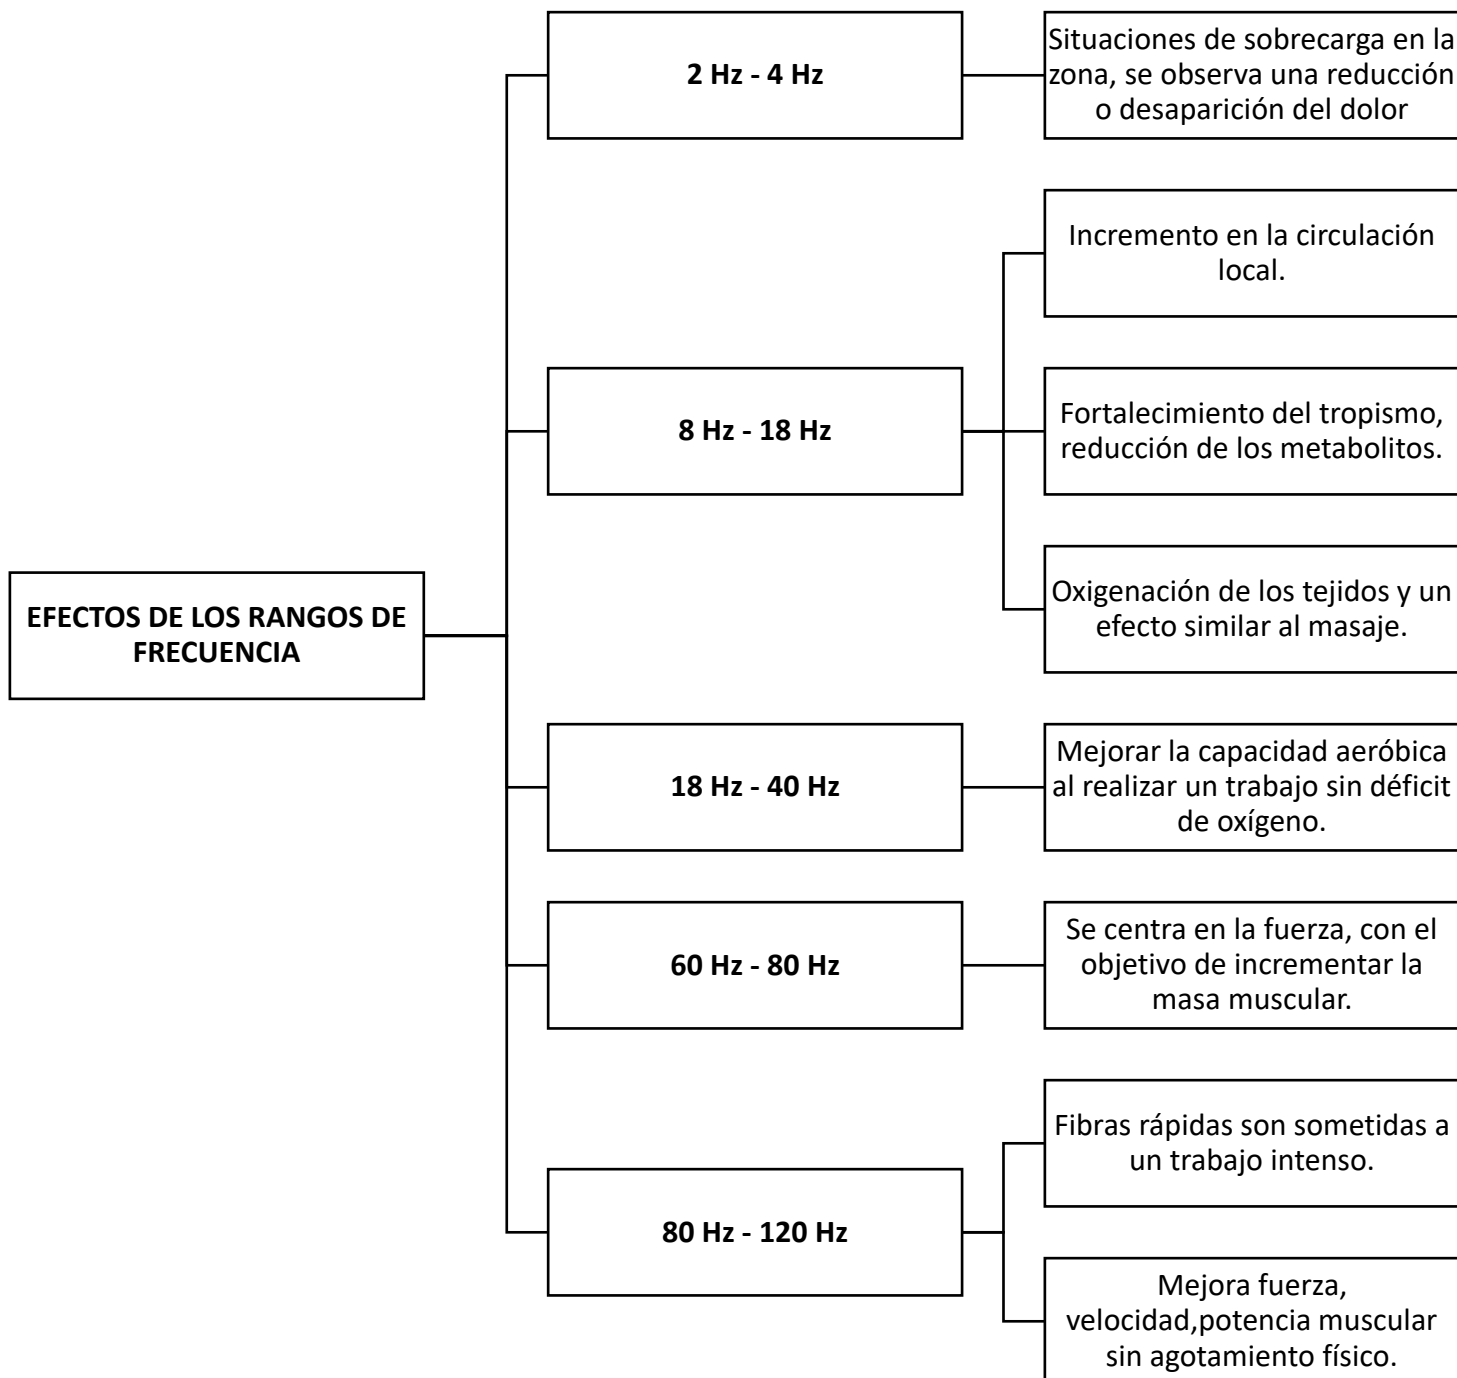 EFECTOS DE LOS RANGOS DE
FRECUENCIA
2 Hz - 4 Hz
Situaciones de sobrecarga en la
zona, se observa una reducción
o desaparición del dolor
8 Hz - 18 Hz
Incremento en la circulación
local.
Fortalecimiento del tropismo,
reducción de los metabolitos.
Oxigenación de los tejidos y un
efecto similar al masaje.
18 Hz - 40 Hz
Mejorar la capacidad aeróbica
al realizar un trabajo sin déficit
de oxígeno.
60 Hz - 80 Hz
Se centra en la fuerza, con el
objetivo de incrementar la
masa muscular.
80 Hz - 120 Hz
Fibras rápidas son sometidas a
un trabajo intenso.
Mejora fuerza,
velocidad,potencia muscular
sin agotamiento físico.